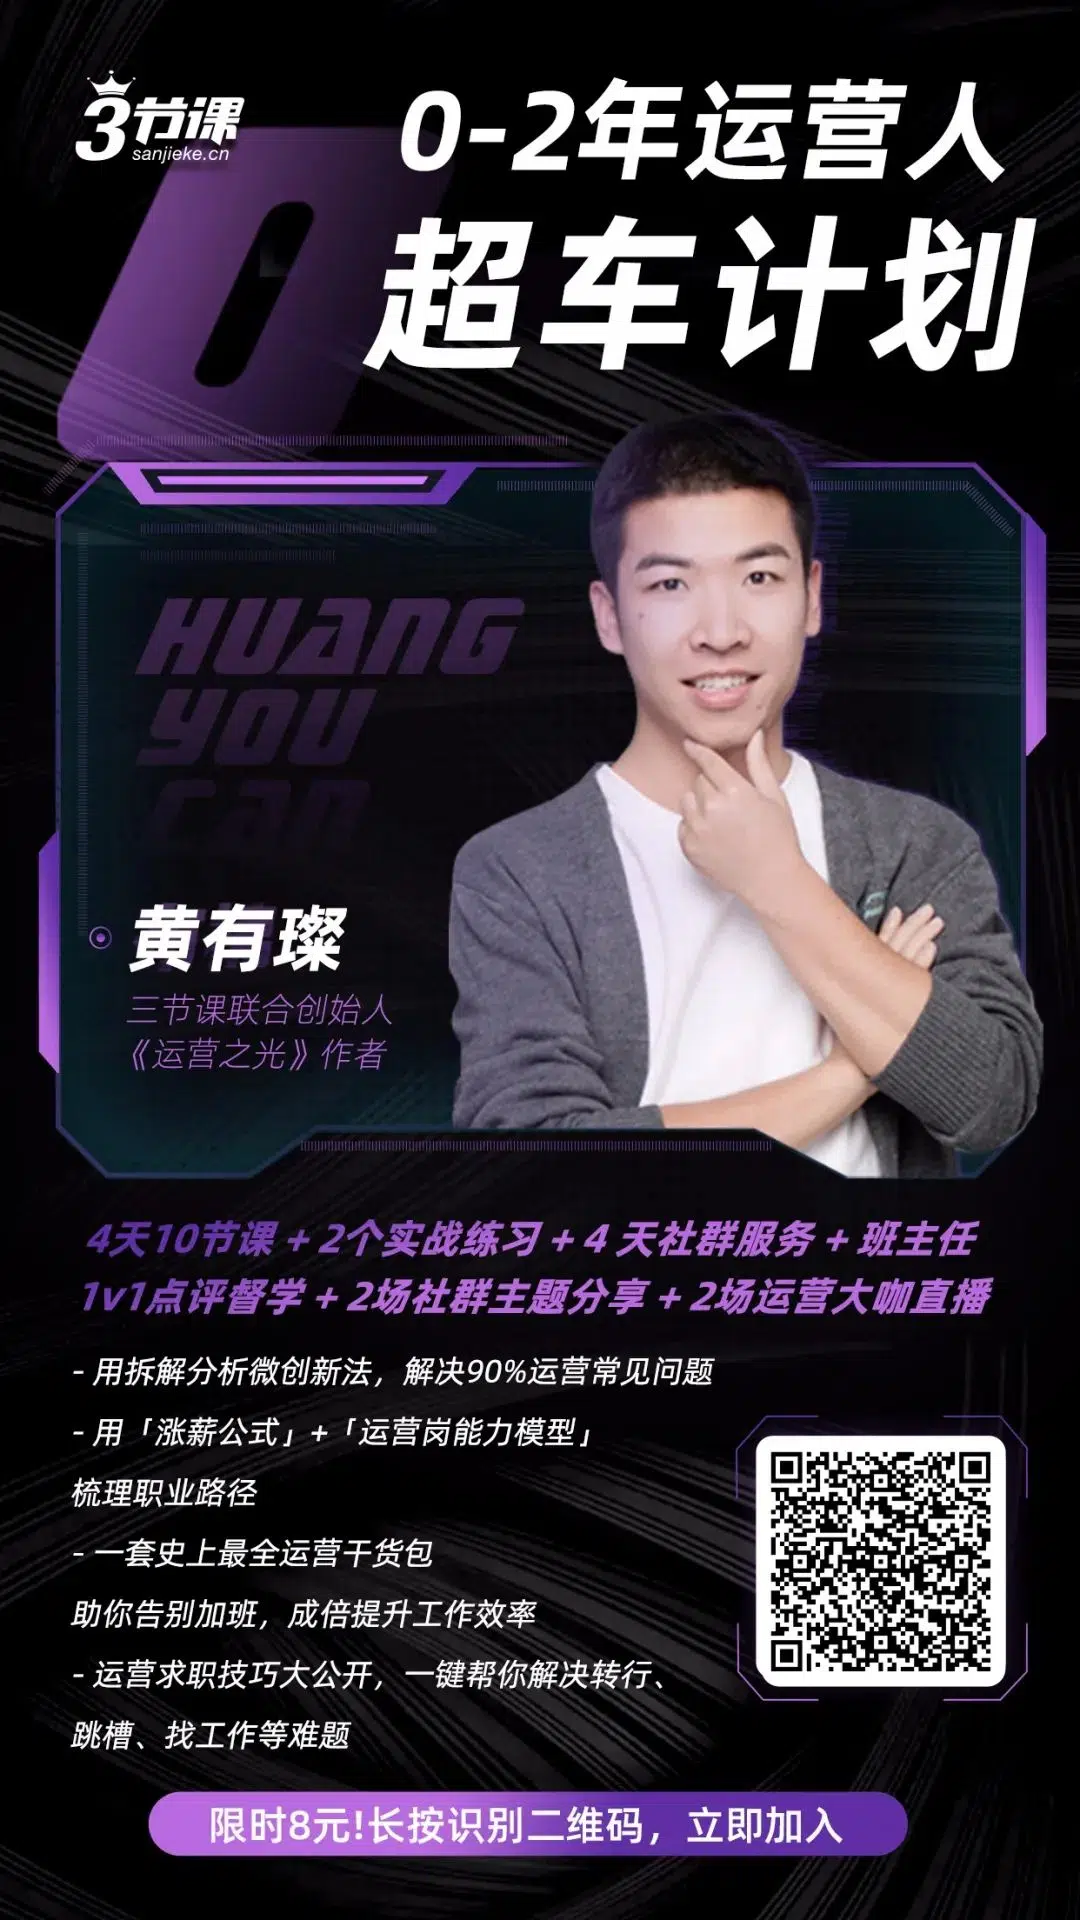 3节课
sanjieke.cn
0-2年运营人
超车计划
HUANG
YOU
can
黄有璨
三节课联合创始人
《运营之光》作者
4天10节课 + 2个实战练习 + 4 天社群服务 + 班主任
1v1点评督学 + 2场社群主题分享 + 2场运营大咖直播
- 用拆解分析微创新法，解决90%运营常见问题
- 用「涨薪公式」+「运营岗能力模型」
梳理职业路径
- 一套史上最全运营干货包
助你告别加班，成倍提升工作效率
- 运营求职技巧大公开，一键帮你解决转行、
跳槽、找工作等难题
限时8元!长按识别二维码，立即加入